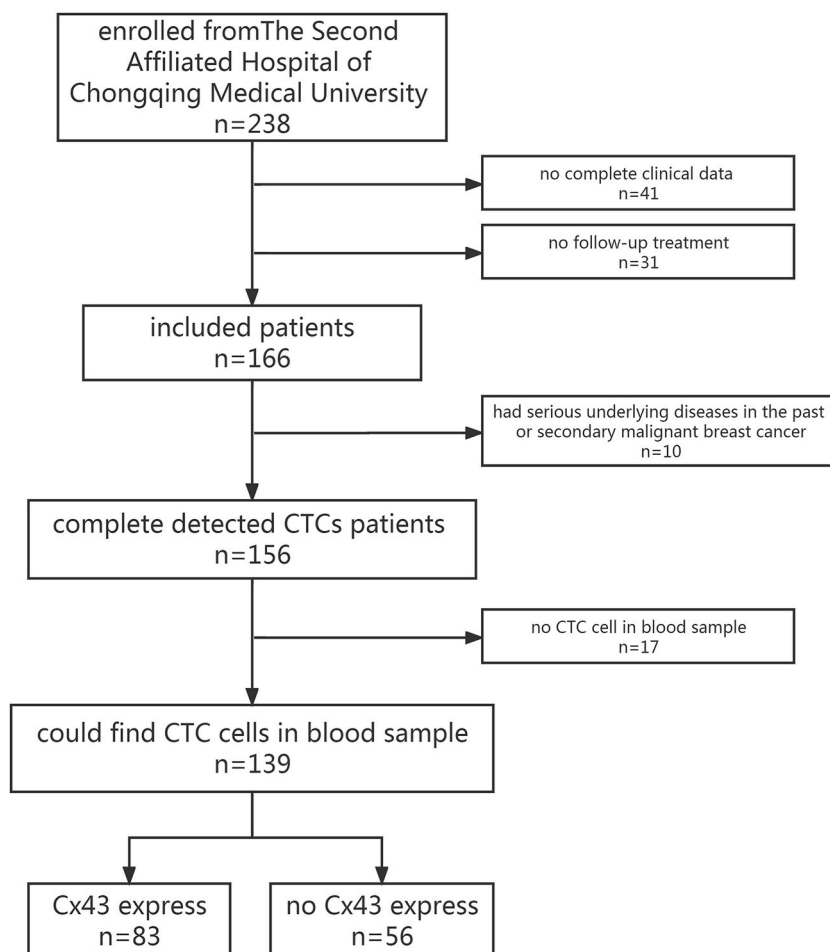 enrolled fromThe Second
Affiliated Hospital of
Chongqing Medical University
n=238
no complete clinical data
n=41
no follow-up treatment
n=31
included patients
n=166
had serious underlying diseases in the past
or secondary malignant breast cancer
n=10
complete detected CTCs patients
n=156
no CTC cell in blood sample
n=17
could find CTC cells in blood sample
n=139
Cx43 express
n=83
no Cx43 express
n=56